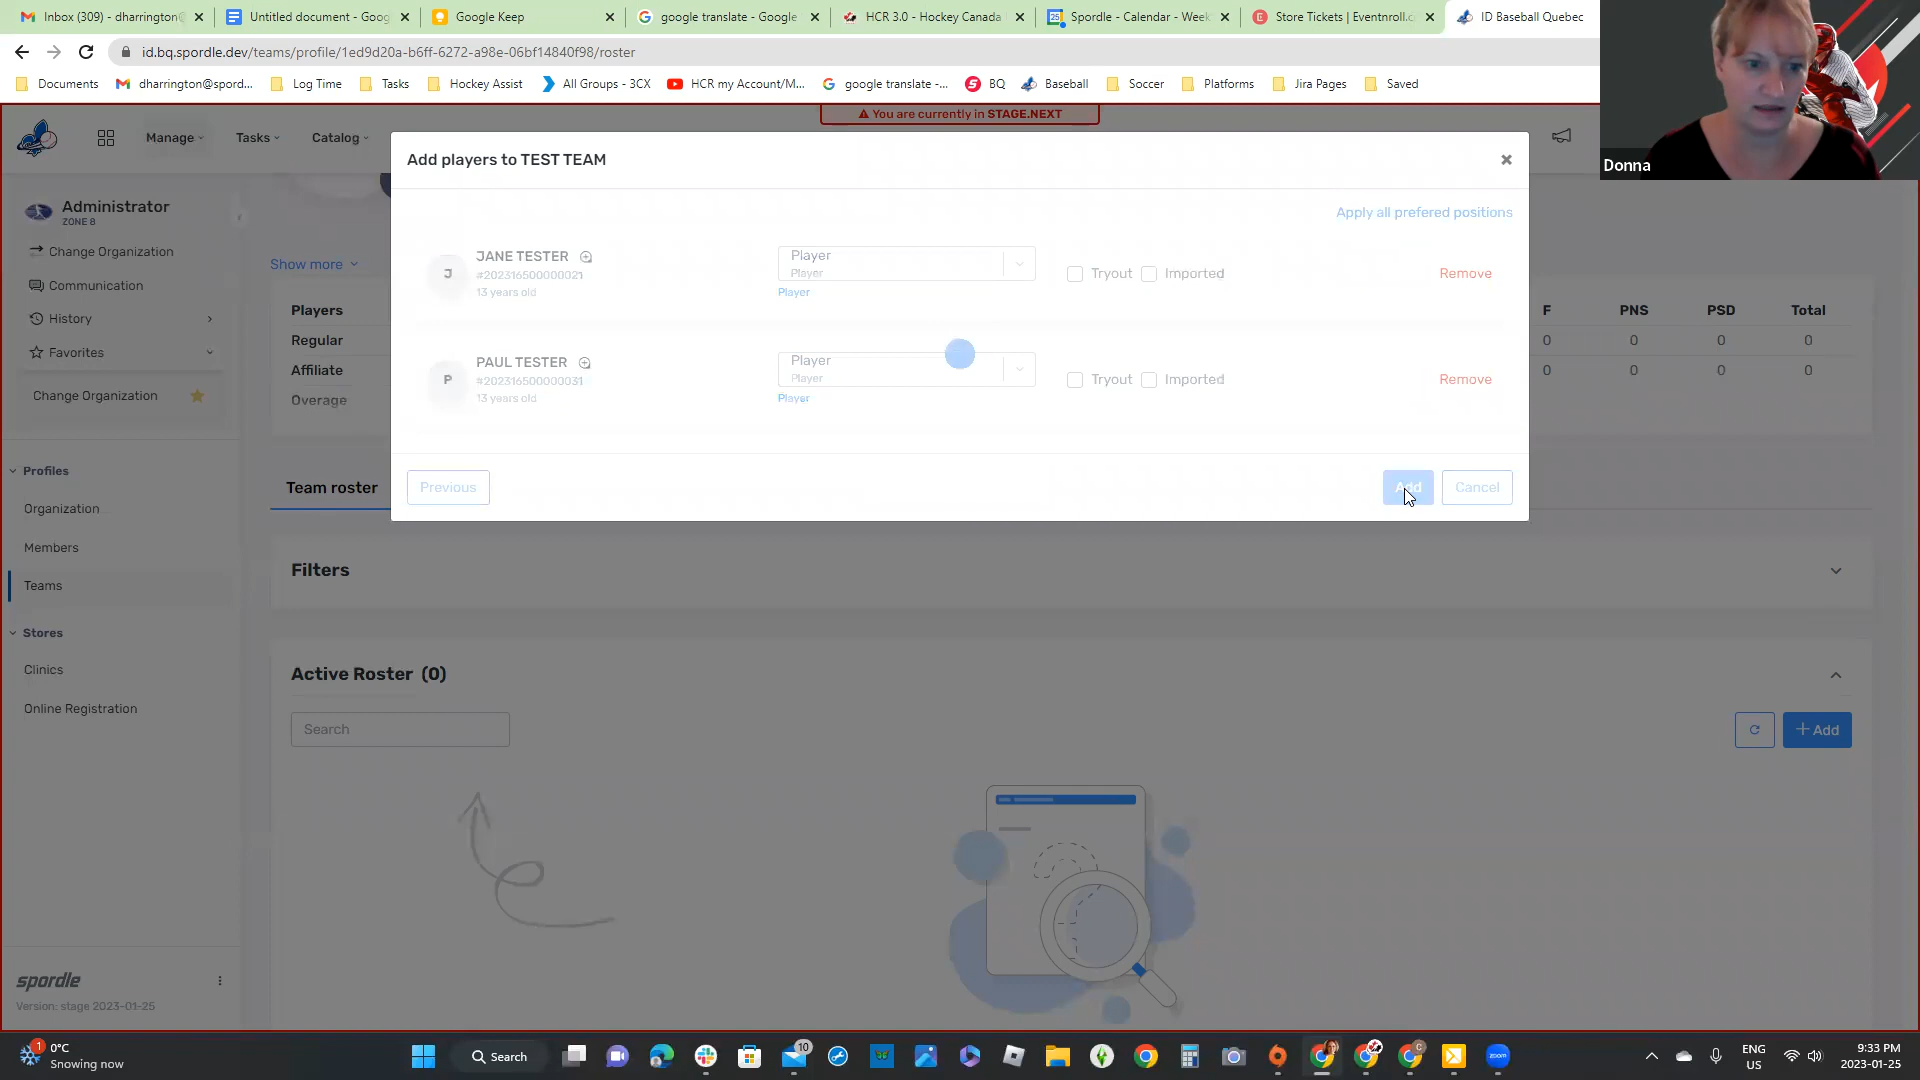 Inbox (309) - dharrington@
Untitled document - Goog
Google Keep
google translate - Google
HCR 3.0 - Hockey Canada
Spordle - Calendar - Week
Store Tickets | Eventnroll.c
ID Baseball Quebec
id.bq.spordle.dev/teams/profile/1ed9d20a-b6ff-6272-a98e-06bf14840f98/roster
Documents
dharrington@spord...
Log Time
Tasks
Hockey Assist
All Groups - 3CX
HCR my Account/M...
google translate -...
BQ
Baseball
Soccer
Platforms
Jira Pages
Saved
You are currently in STAGE.NEXT
Manage
Tasks
Catalog
Donna
Add players to TEST TEAM
Apply all prefered positions
J
JANE TESTER
#202316500000021
13 years old
Player
Player
Player
Tryout
Imported
Remove
P
PAUL TESTER
#202316500000031
13 years old
Player
Player
Player
Tryout
Imported
Remove
Previous
Add
Cancel
Administrator
ZONE 8
Change Organization
Communication
History
Favorites
Change Organization
Profiles
Organization
Members
Teams
Stores
Clinics
Online Registration
spordle
Version: stage 2023-01-25
Show more
Players
F
PNS
PSD
Total
Regular
0
0
0
0
Affiliate
0
0
0
0
Overage
Team roster
Filters
Active Roster (0)
Search
Add
1
0°C
Snowing now
Search
10
zoom
ENG
US
9:33 PM
2023-01-25